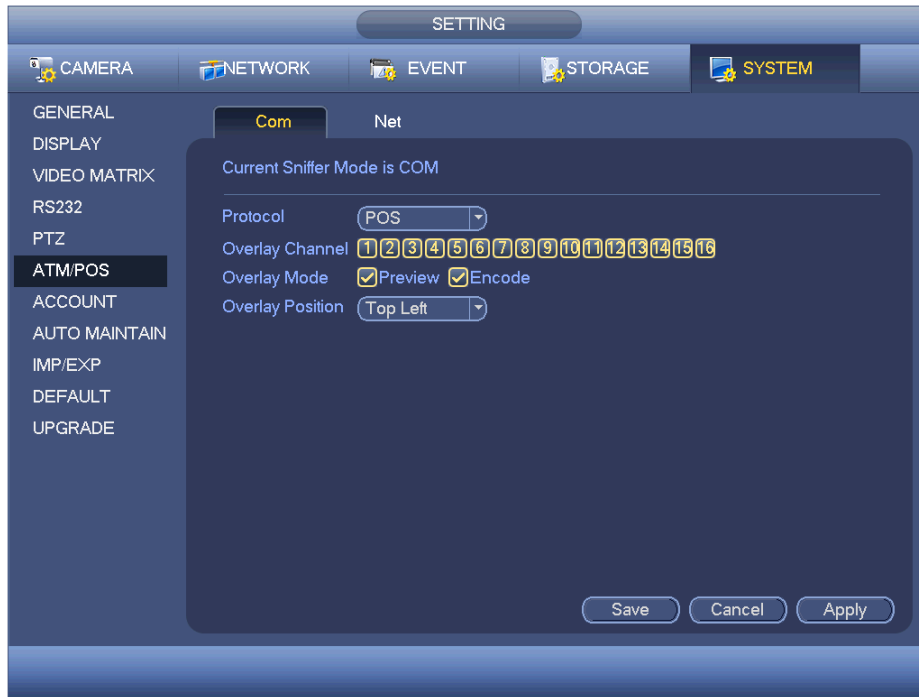 SETTING
CAMERA NETWORK EVENT STORAGE SYSTEM
GENERAL
DISPLAY
VIDEO MATRIX
RS232
PTZ
ATM/POS
ACCOUNT
AUTO MAINTAIN
IMP/EXP
DEFAULT
UPGRADE
Com Net
Current Sniffer Mode is COM
Protocol POS
Overlay Channel 1 2 3 4 5 6 7 8 9 10 11 12 13 14 15 16
Overlay Mode Preview Encode
Overlay Position Top Left
Save Cancel Apply